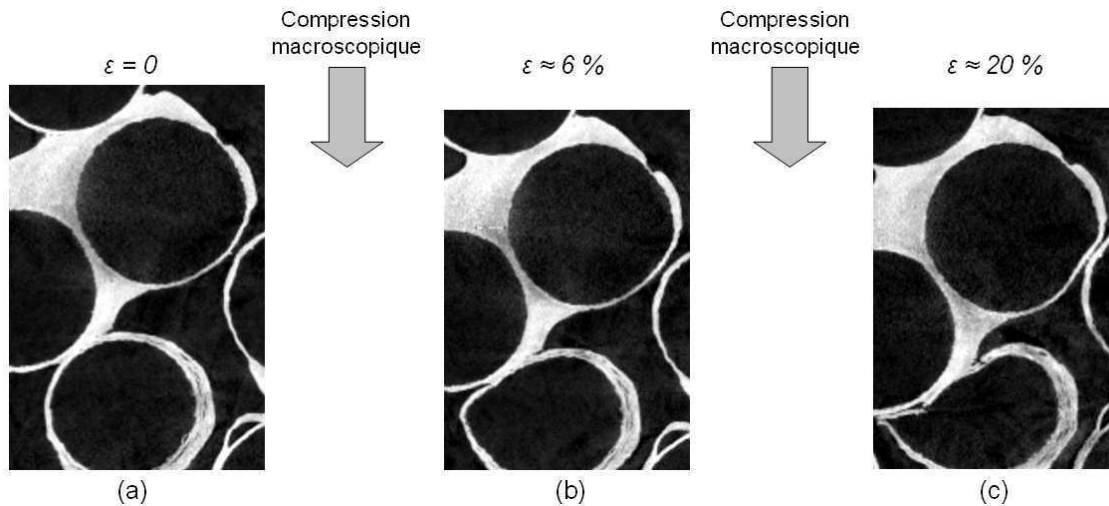 Compression
macroscopique
Compression
macroscopique
ε = 0
ε ≈ 6 %
ε ≈ 20 %
(a)
(b)
(c)